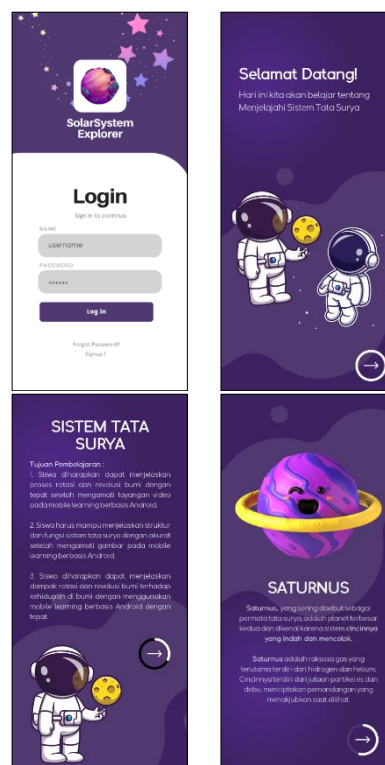 SolarSystem
Explorer
Login
Sign in to continue.
NAME
username
PASSWORD
******
Log in
Forgot Password?
Signup !
Selamat Datang!
Hari ini kita akan belajar tentang
Menjelajahi Sistem Tata Surya
SISTEM TATA
SURYA
Tujuan Pembelajaran :
1. Siswa diharapkan dapat menjelaskan
proses rotasi dan revolusi bumi dengan
tepat setelah mengamati tayangan video
pada mobile learning berbasis Android.
2. Siswa harus mampu menjelaskan struktur
dan fungsi sistem tata surya dengan akurat
setelah mengamati gambar pada mobile
learning berbasis Android.
3. Siswa diharapkan dapat menjelaskan
dampak rotasi dan revolusi bumi terhadap
kehidupan di bumi dengan menggunakan
mobile learning berbasis Android dengan
tepat.
SATURNUS
Saturnus, yang sering disebut sebagai
permata tata surya, adalah planet terbesar
kedua dan dikenal karena sistem cincinnya
yang indah dan mencolok.
Saturnus adalah raksasa gas yang
terutama terdiri dari hidrogen dan helium.
Cincinnya terdiri dari jutaan partikel es dan
debu, menciptakan pemandangan yang
menakjubkan saat dilihat.